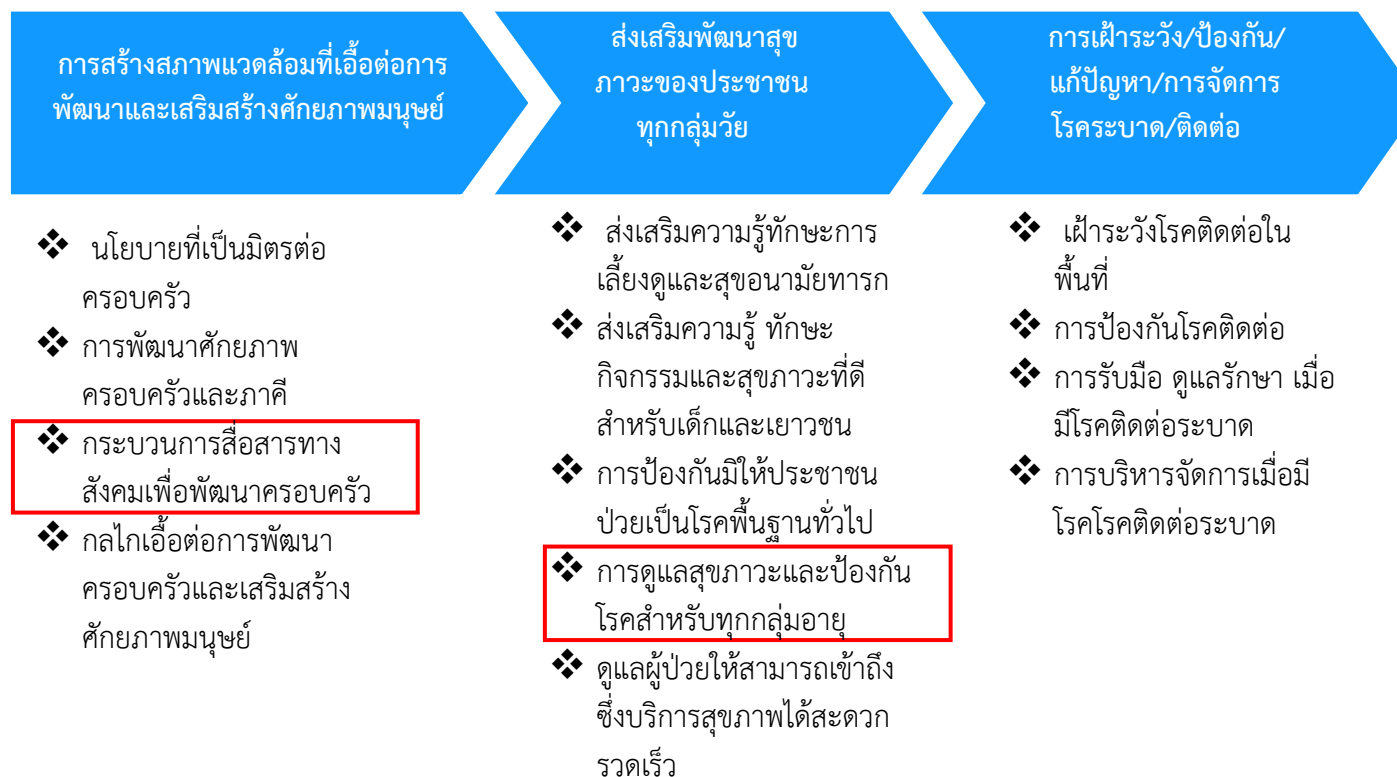 การสร้างสภาพแวดล้อมที่เอื้อต่อการ
พัฒนาและเสริมสร้างศักยภาพมนุษย์
ส่งเสริมพัฒนาสุข
ภาวะของประชาชน
ทุกกลุ่มวัย
การเฝ้าระวัง/ป้องกัน/
แก้ปัญหา/การจัดการ
โรคระบาด/ติดต่อ
❖ นโยบายที่เป็นมิตรต่อ
ครอบครัว
❖ การพัฒนาศักยภาพ
ครอบครัวและภาคี
❖ กระบวนการสื่อสารทาง
สังคมเพื่อพัฒนาครอบครัว
❖ กลไกเอื้อต่อการพัฒนา
ครอบครัวและเสริมสร้าง
ศักยภาพมนุษย์
❖ ส่งเสริมความรู้ทักษะการ
เลี้ยงดูและสุขอนามัยทารก
❖ ส่งเสริมความรู้ ทักษะ
กิจกรรมและสุขภาวะที่ดี
สำหรับเด็กและเยาวชน
❖ การป้องกันมิให้ประชาชน
ป่วยเป็นโรคพื้นฐานทั่วไป
❖ การดูแลสุขภาวะและป้องกัน
โรคสำหรับทุกกลุ่มอายุ
❖ ดูแลผู้ป่วยให้สามารถเข้าถึง
ซึ่งบริการสุขภาพได้สะดวก
รวดเร็ว
❖ เฝ้าระวังโรคติดต่อใน
พื้นที่
❖ การป้องกันโรคติดต่อ
❖ การรับมือ ดูแลรักษา เมื่อ
มีโรคติดต่อระบาด
❖ การบริหารจัดการเมื่อมี
โรคโรคติดต่อระบาด